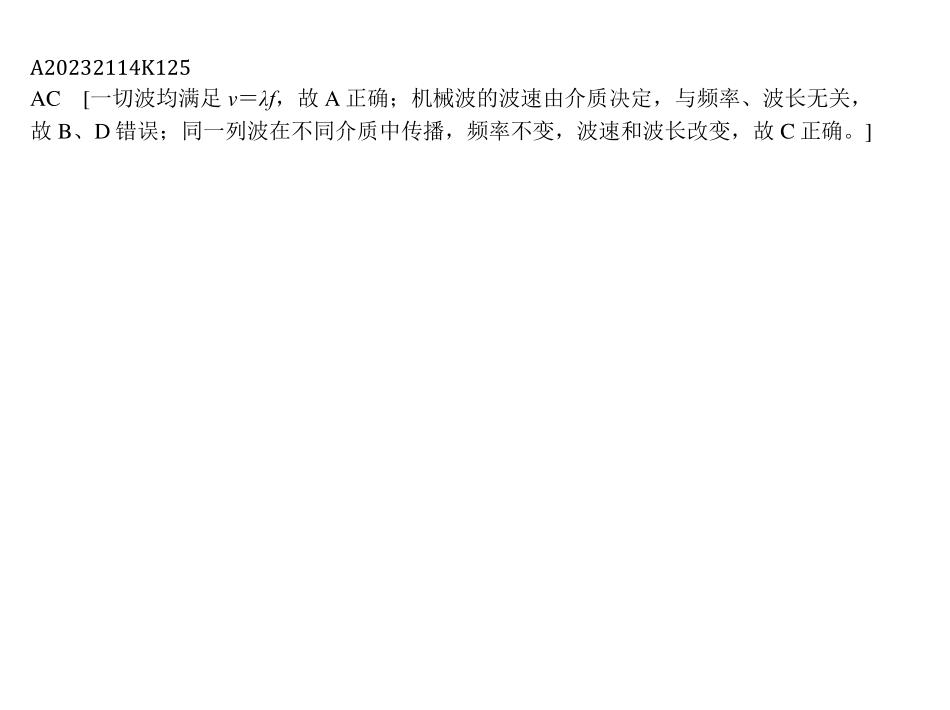 A20232114K125
AC [一切波均满足 v＝λf，故 A 正确；机械波的波速由介质决定，与频率、波长无关，
故 B、D 错误；同一列波在不同介质中传播，频率不变，波速和波长改变，故 C 正确。]